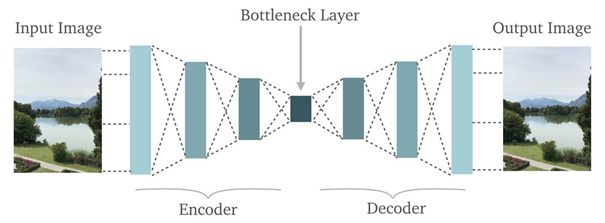 Bottleneck Layer
Input Image
Output Image
Encoder
Decoder